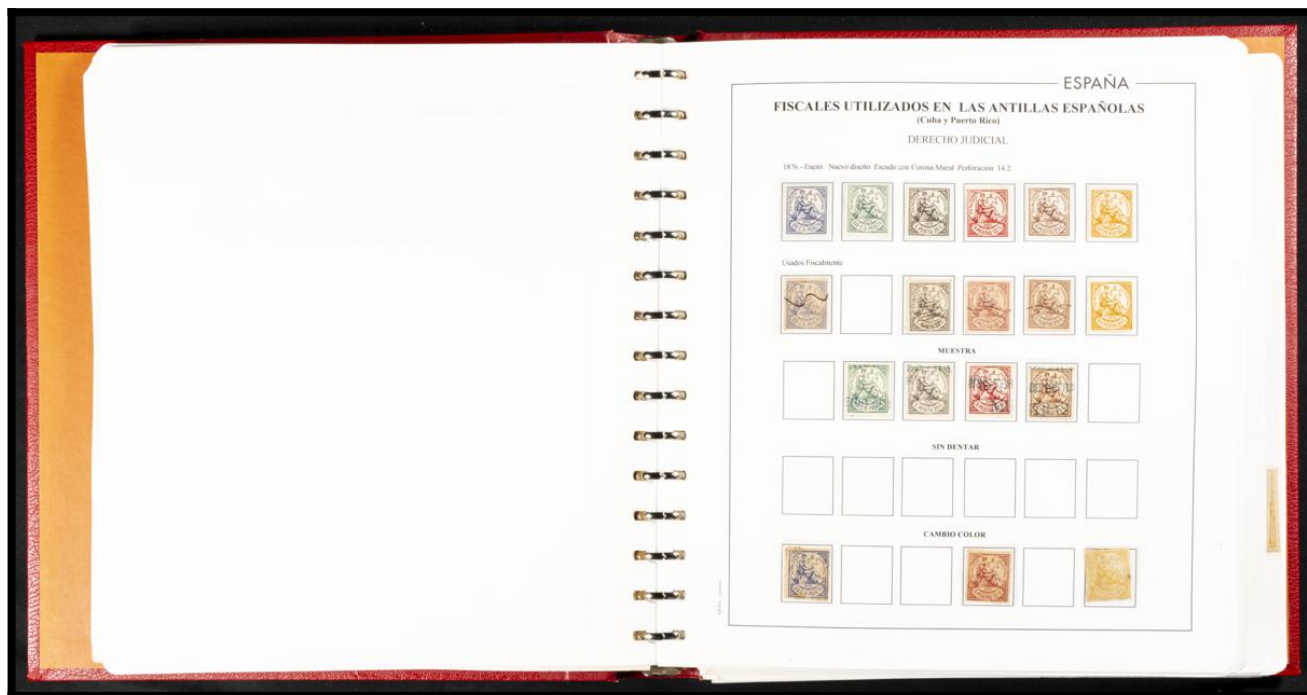 ESPAÑA
FISCALES UTILIZADOS EN LAS ANTILLAS ESPAÑOLAS
(Cuba y Puerto Rico)
DERECHO JUDICIAL
1876.- Enero. Nuevo diseño. Escudo con Corona Mural. Perforación 14.2
Usados Fiscalmente
MUESTRA
SIN DENTAR
CAMBIO COLOR